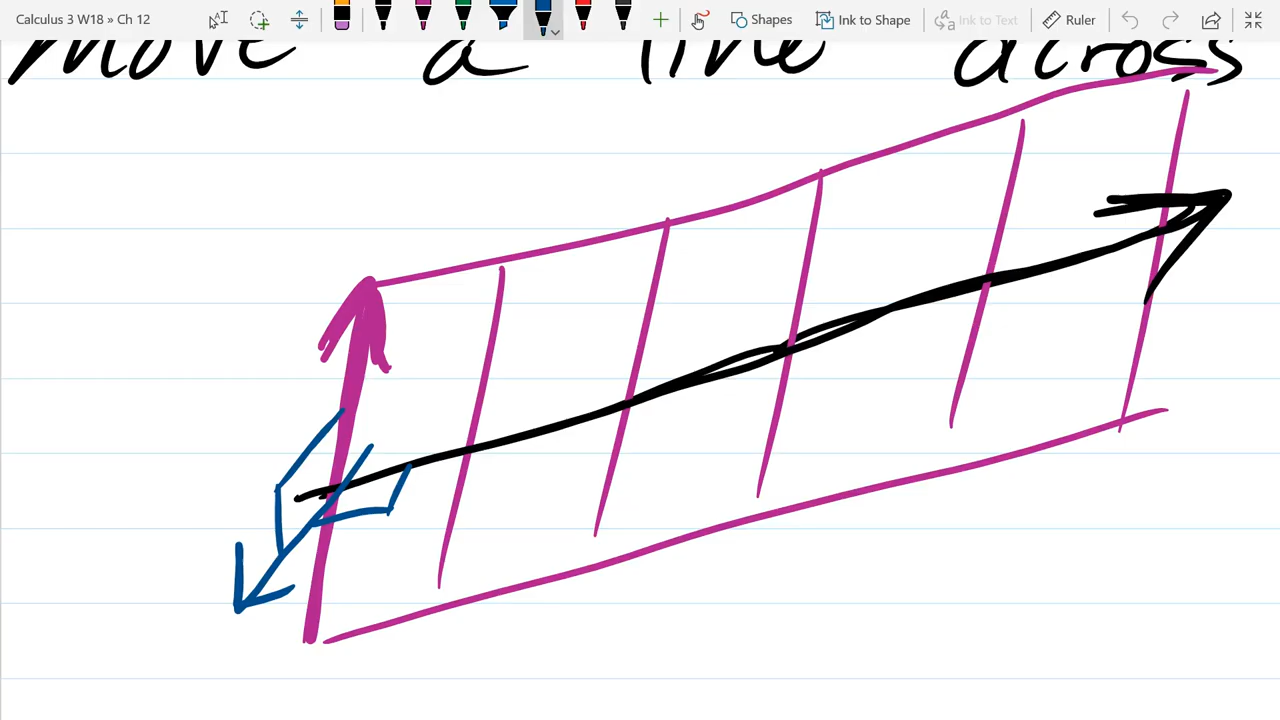 Calculus 3 W18 » Ch 12
Shapes
Ink to Shape
Ink to Text
Ruler
move a line across